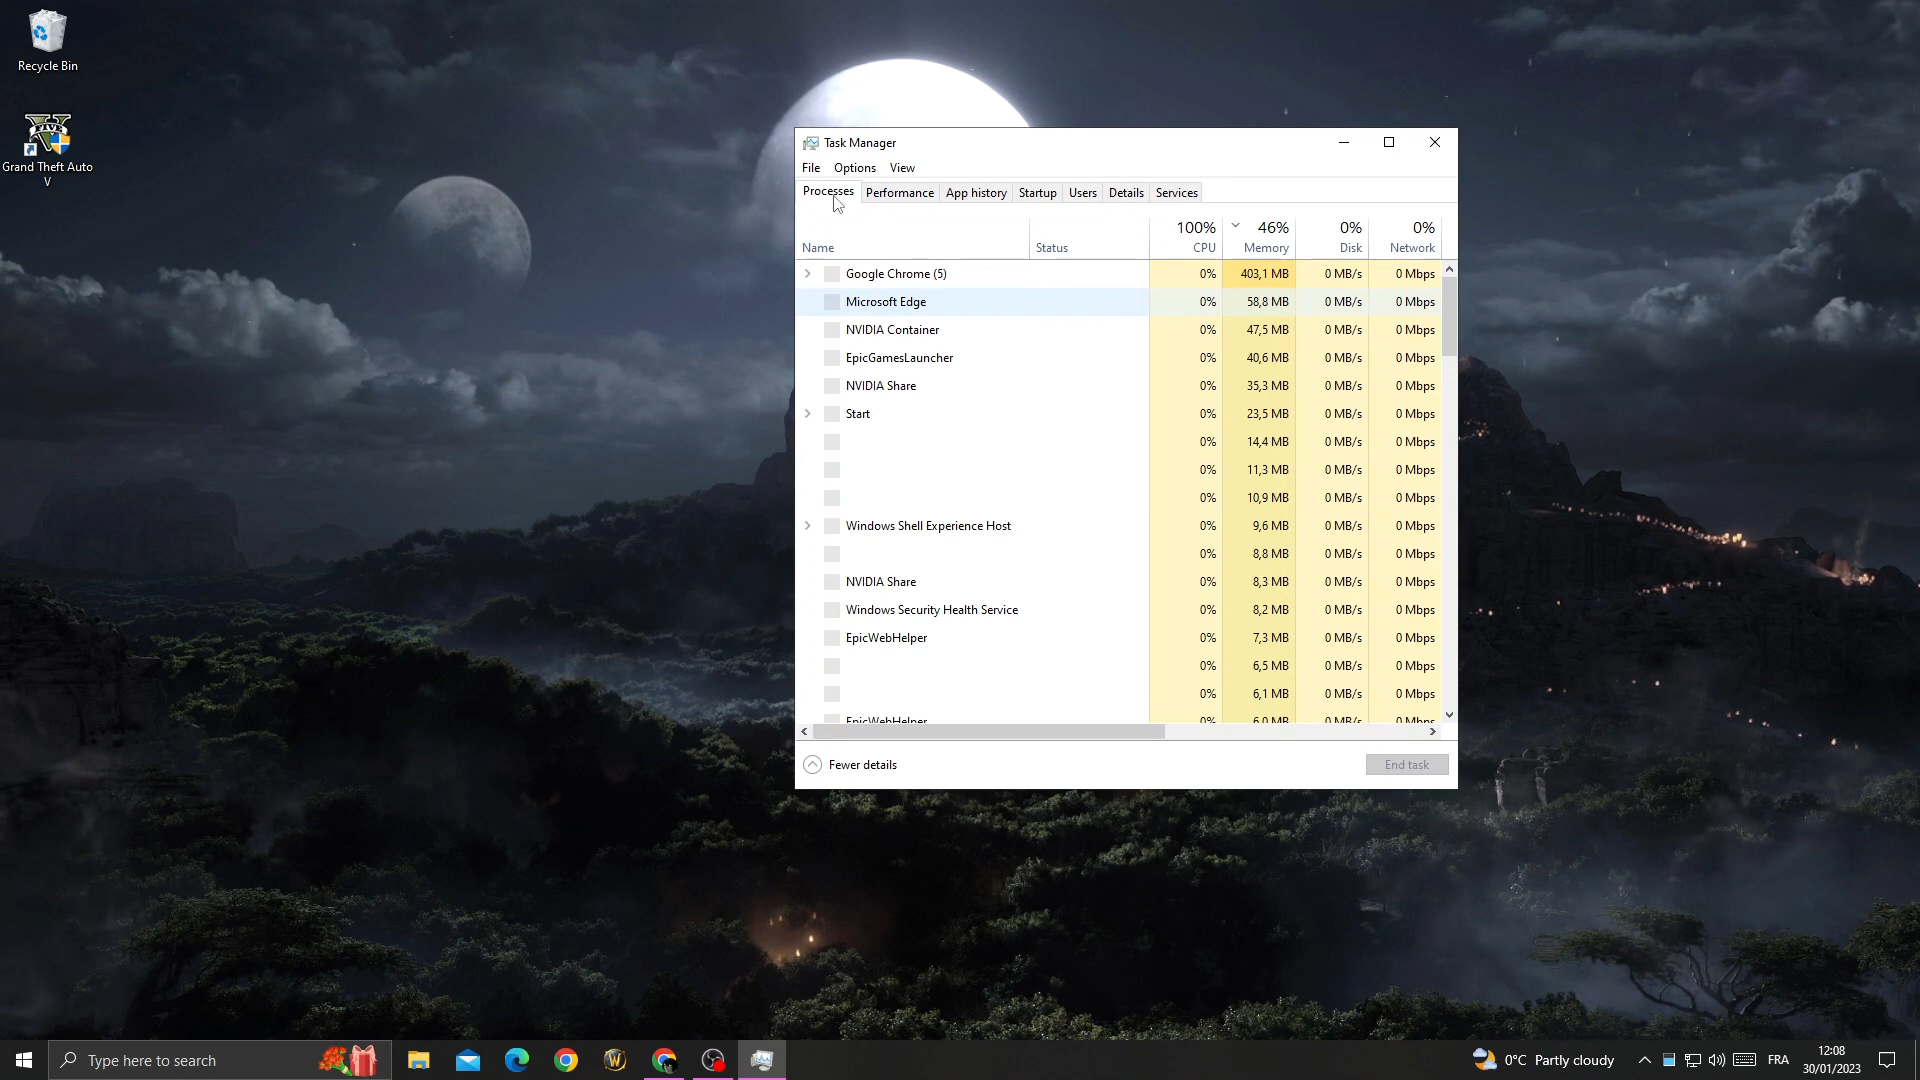 Recycle Bin
FIVE
Grand Theft Auto
V
Task Manager
File Options View
Processes Performance App history Startup Users Details Services
100% 46% 0% 0%
Name Status CPU Memory Disk Network
Google Chrome (5) 0% 403,1 MB 0 MB/s 0 Mbps
Microsoft Edge 0% 58,8 MB 0 MB/s 0 Mbps
NVIDIA Container 0% 47,5 MB 0 MB/s 0 Mbps
EpicGamesLauncher 0% 40,6 MB 0 MB/s 0 Mbps
NVIDIA Share 0% 35,3 MB 0 MB/s 0 Mbps
Start 0% 23,5 MB 0 MB/s 0 Mbps
0% 14,4 MB 0 MB/s 0 Mbps
0% 11,3 MB 0 MB/s 0 Mbps
0% 10,9 MB 0 MB/s 0 Mbps
Windows Shell Experience Host 0% 9,6 MB 0 MB/s 0 Mbps
0% 8,8 MB 0 MB/s 0 Mbps
NVIDIA Share 0% 8,3 MB 0 MB/s 0 Mbps
Windows Security Health Service 0% 8,2 MB 0 MB/s 0 Mbps
EpicWebHelper 0% 7,3 MB 0 MB/s 0 Mbps
0% 6,5 MB 0 MB/s 0 Mbps
0% 6,1 MB 0 MB/s 0 Mbps
EpicWebHelper 0% 6,0 MB 0 MB/s 0 Mbps
Fewer details End task
Type here to search
0°C Partly cloudy
FRA
12:08
30/01/2023